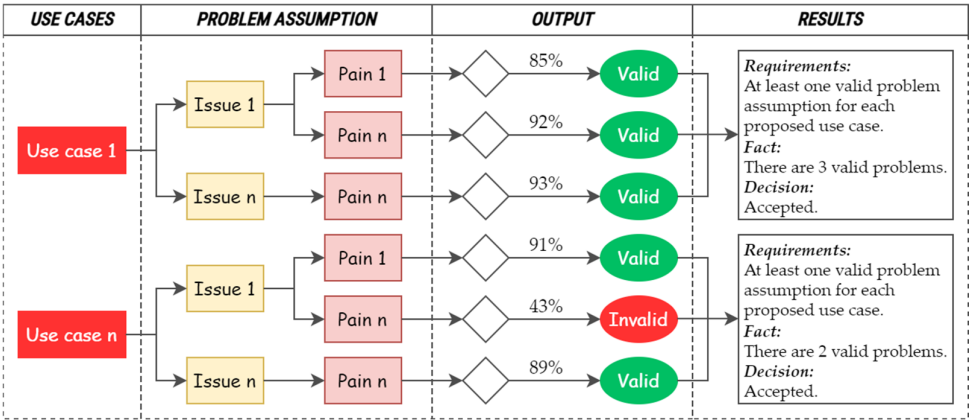 USE CASES
PROBLEM ASSUMPTION
OUTPUT
RESULTS
Use case 1
Issue 1
Pain 1
85%
Valid
Pain n
92%
Valid
Issue n
Pain n
93%
Valid
Requirements:
At least one valid problem
assumption for each
proposed use case.
Fact:
There are 3 valid problems.
Decision:
Accepted.
Use case n
Issue 1
Pain 1
91%
Valid
Pain n
43%
Invalid
Issue n
Pain n
89%
Valid
Requirements:
At least one valid problem
assumption for each
proposed use case.
Fact:
There are 2 valid problems.
Decision:
Accepted.